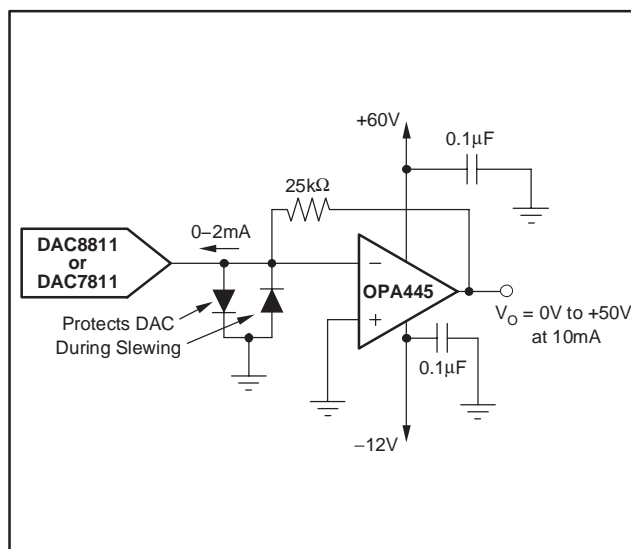 +60V
0.1μF
25kΩ
0–2mA
DAC8811
or
DAC7811
–
OPA445
+
Protects DAC
During Slewing
V_O = 0V to +50V
at 10mA
0.1μF
–12V